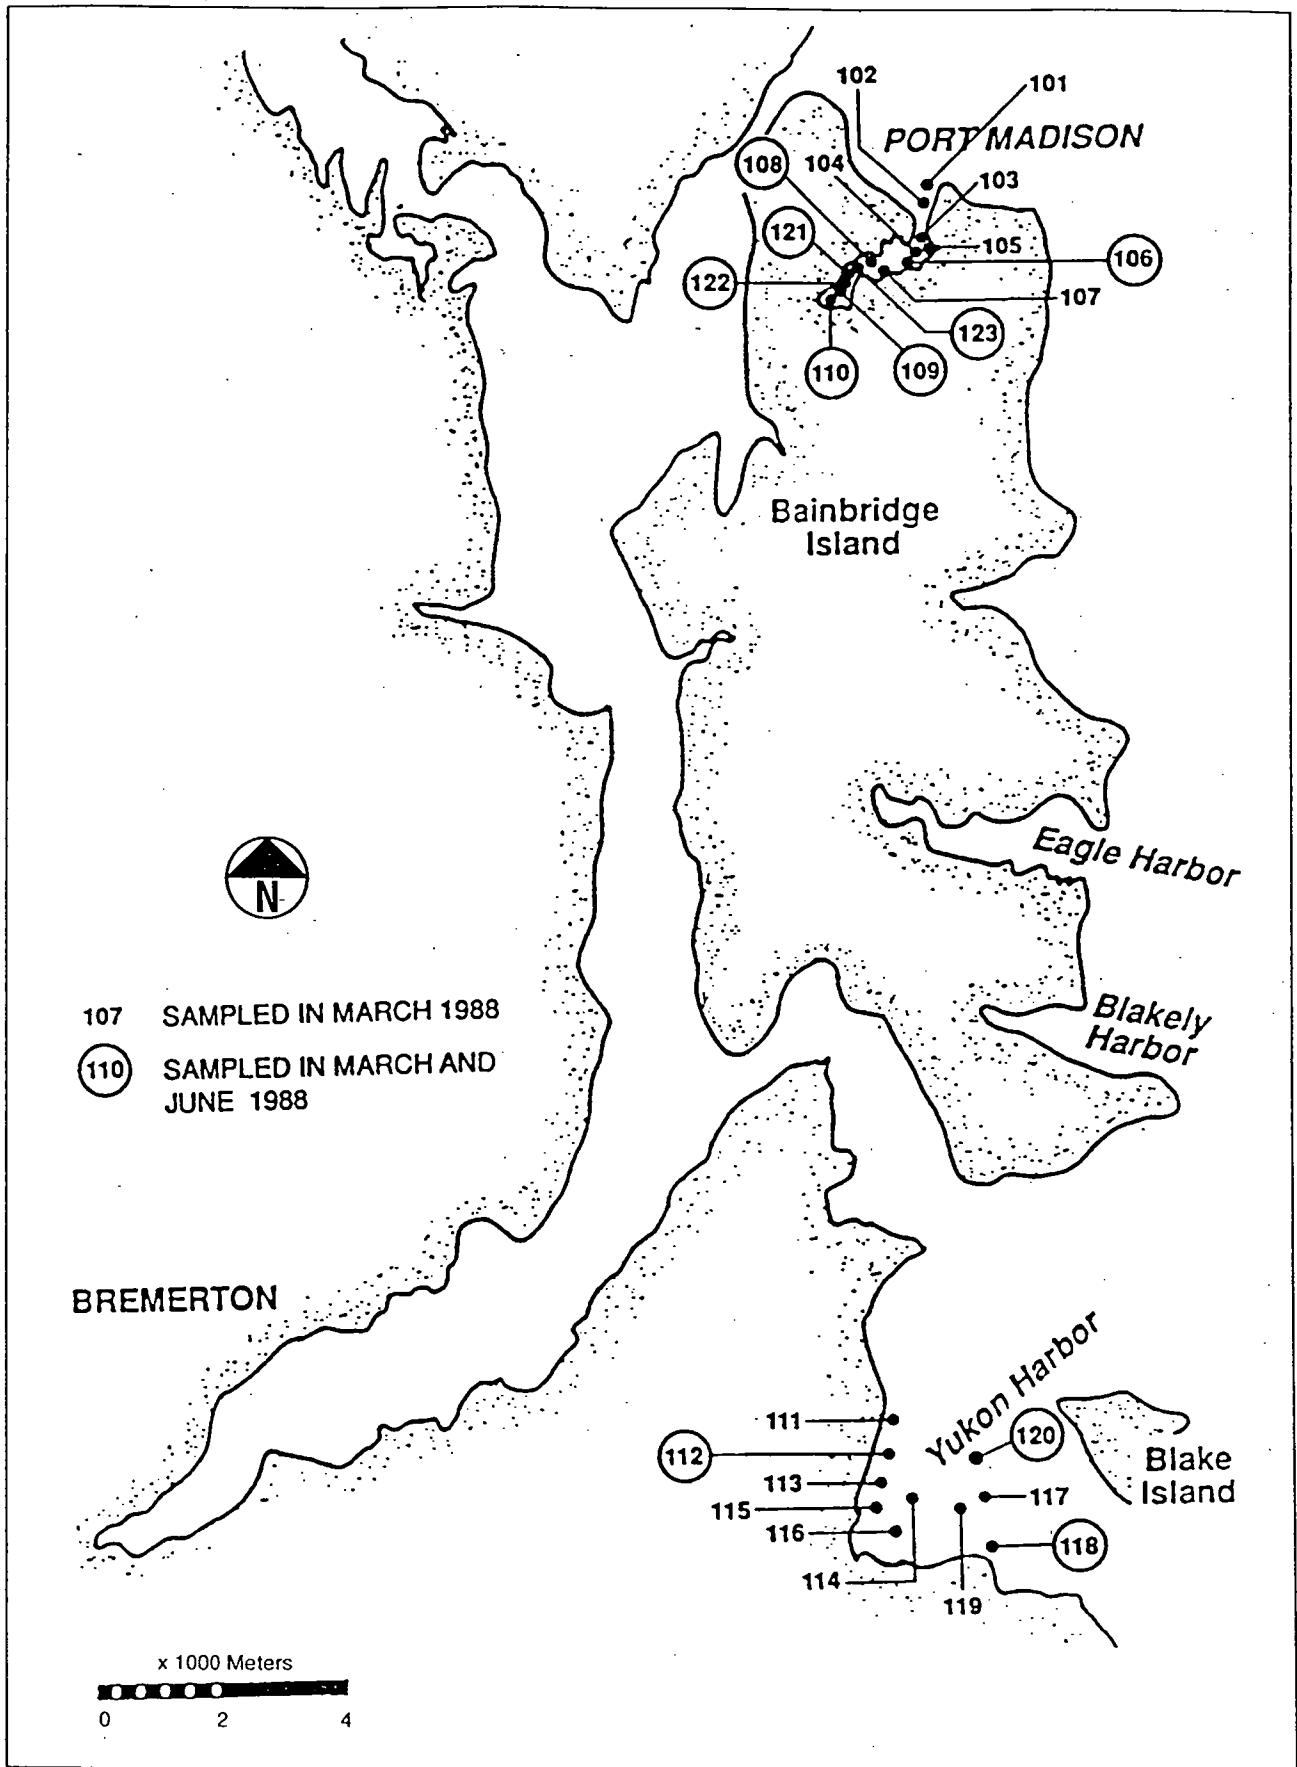 102
101
PORT MADISON
108
104
103
121
105
106
122
107
123
110
109
Bainbridge
Island
Eagle Harbor
N
107 SAMPLED IN MARCH 1988
110 SAMPLED IN MARCH AND
JUNE 1988
Blakely
Harbor
BREMERTON
Yukon Harbor
111
120
112
Blake
Island
113
117
115
116
118
114
119
x 1000 Meters
0 2 4